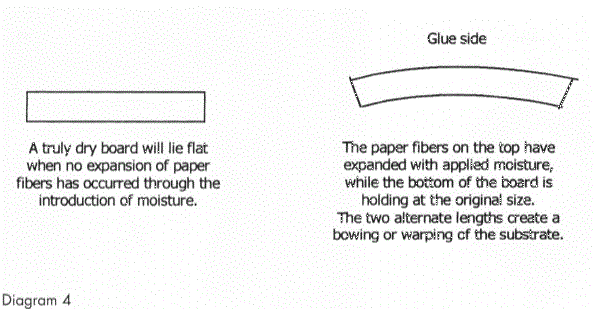 Glue side
A truly dry board will lie flat
when no expansion of paper
fibers has occurred through the
introduction of moisture.
The paper fibers on the top have
expanded with applied moisture,
while the bottom of the board is
holding at the original size.
The two alternate lengths create a
bowing or warping of the substrate.
Diagram 4